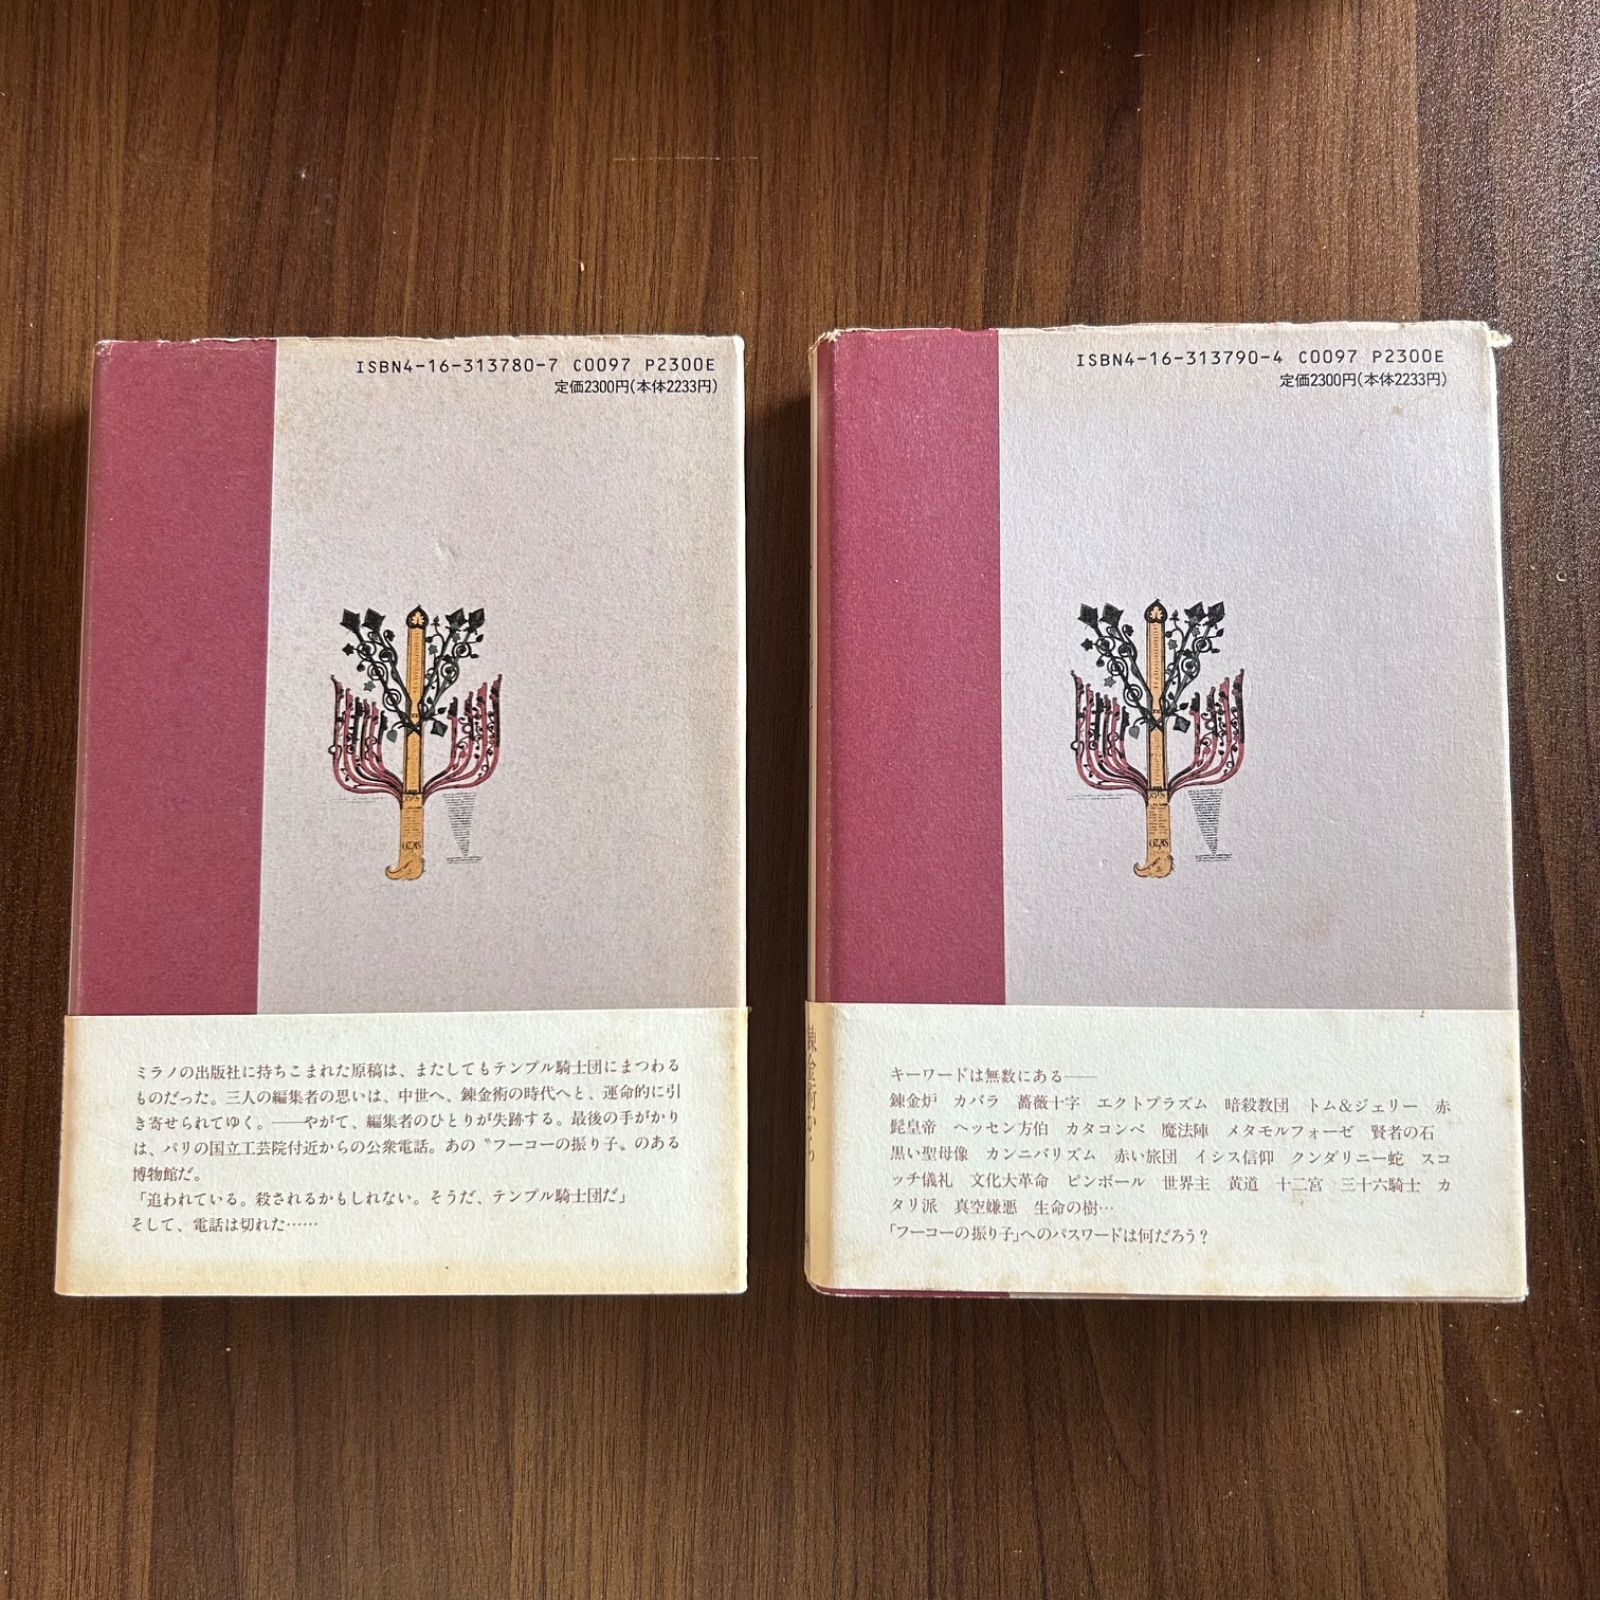 ISBN4-16-313780-7 C0097 P2300E
定価2300円(本体2233円)
ミラノの出版社に持ちこまれた原稿は、またしてもテンプル騎士団にまつわる
ものだった。三人の編集者の思いは、中世へ、錬金術の時代へと、運命的に引
き寄せられてゆく。――やがて、編集者のひとりが失跡する。最後の手がかり
は、パリの国立工芸院付近からの公衆電話。あの〝フーコーの振り子〟のある
博物館だ。
「追われている。殺されるかもしれない。そうだ、テンプル騎士団だ」
そして、電話は切れた……
ISBN4-16-313790-4 C0097 P2300E
定価2300円(本体2233円)
キーワードは無数にある――
錬金炉 カバラ 薔薇十字 エクトプラズム 暗殺教団 トム&ジェリー 赤
髭皇帝 ヘッセン方伯 カタコンベ 魔法陣 メタモルフォーゼ 賢者の石
黒い聖母像 カンニバリズム 赤い旅団 イシス信仰 クンダリニー蛇 スコ
ッチ儀礼 文化大革命 ピンボール 世界主 黄道 十二宮 三十六騎士 カ
タリ派 真空嫌悪 生命の樹…
「フーコーの振り子」へのパスワードは何だろう?
錬金術から